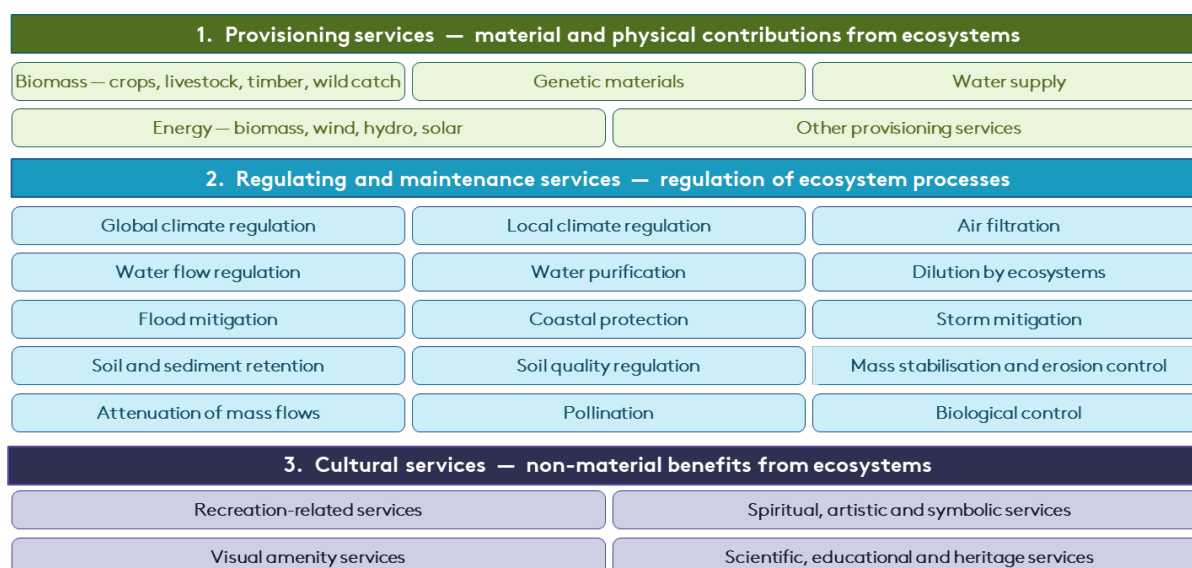 1. Provisioning services — material and physical contributions from ecosystems
Biomass — crops, livestock, timber, wild catch
Genetic materials
Water supply
Energy — biomass, wind, hydro, solar
Other provisioning services
2. Regulating and maintenance services — regulation of ecosystem processes
Global climate regulation
Local climate regulation
Air filtration
Water flow regulation
Water purification
Dilution by ecosystems
Flood mitigation
Coastal protection
Storm mitigation
Soil and sediment retention
Soil quality regulation
Mass stabilisation and erosion control
Attenuation of mass flows
Pollination
Biological control
3. Cultural services — non-material benefits from ecosystems
Recreation-related services
Spiritual, artistic and symbolic services
Visual amenity services
Scientific, educational and heritage services